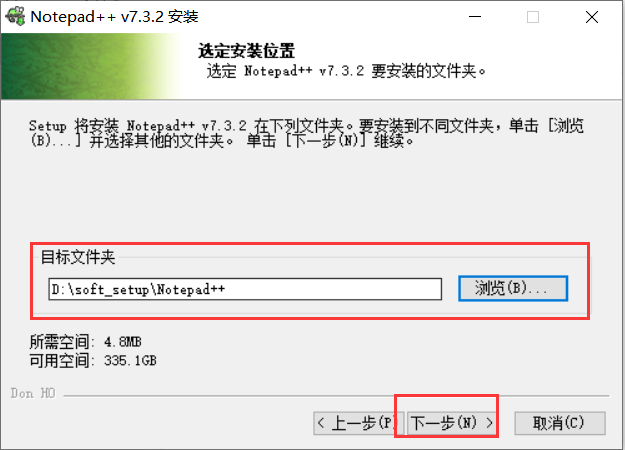 Notepad++ v7.3.2 安装
选定安装位置
选定 Notepad++ v7.3.2 要安装的文件夹。
Setup 将安装 Notepad++ v7.3.2 在下列文件夹。要安装到不同文件夹，单击 [浏览
(B)...] 并选择其他的文件夹。 单击 [下一步(N)] 继续。
目标文件夹
D:\soft_setup\Notepad++
浏览(B)...
所需空间: 4.8MB
可用空间: 335.1GB
Don HO
< 上一步(P)
下一步(N) >
取消(C)